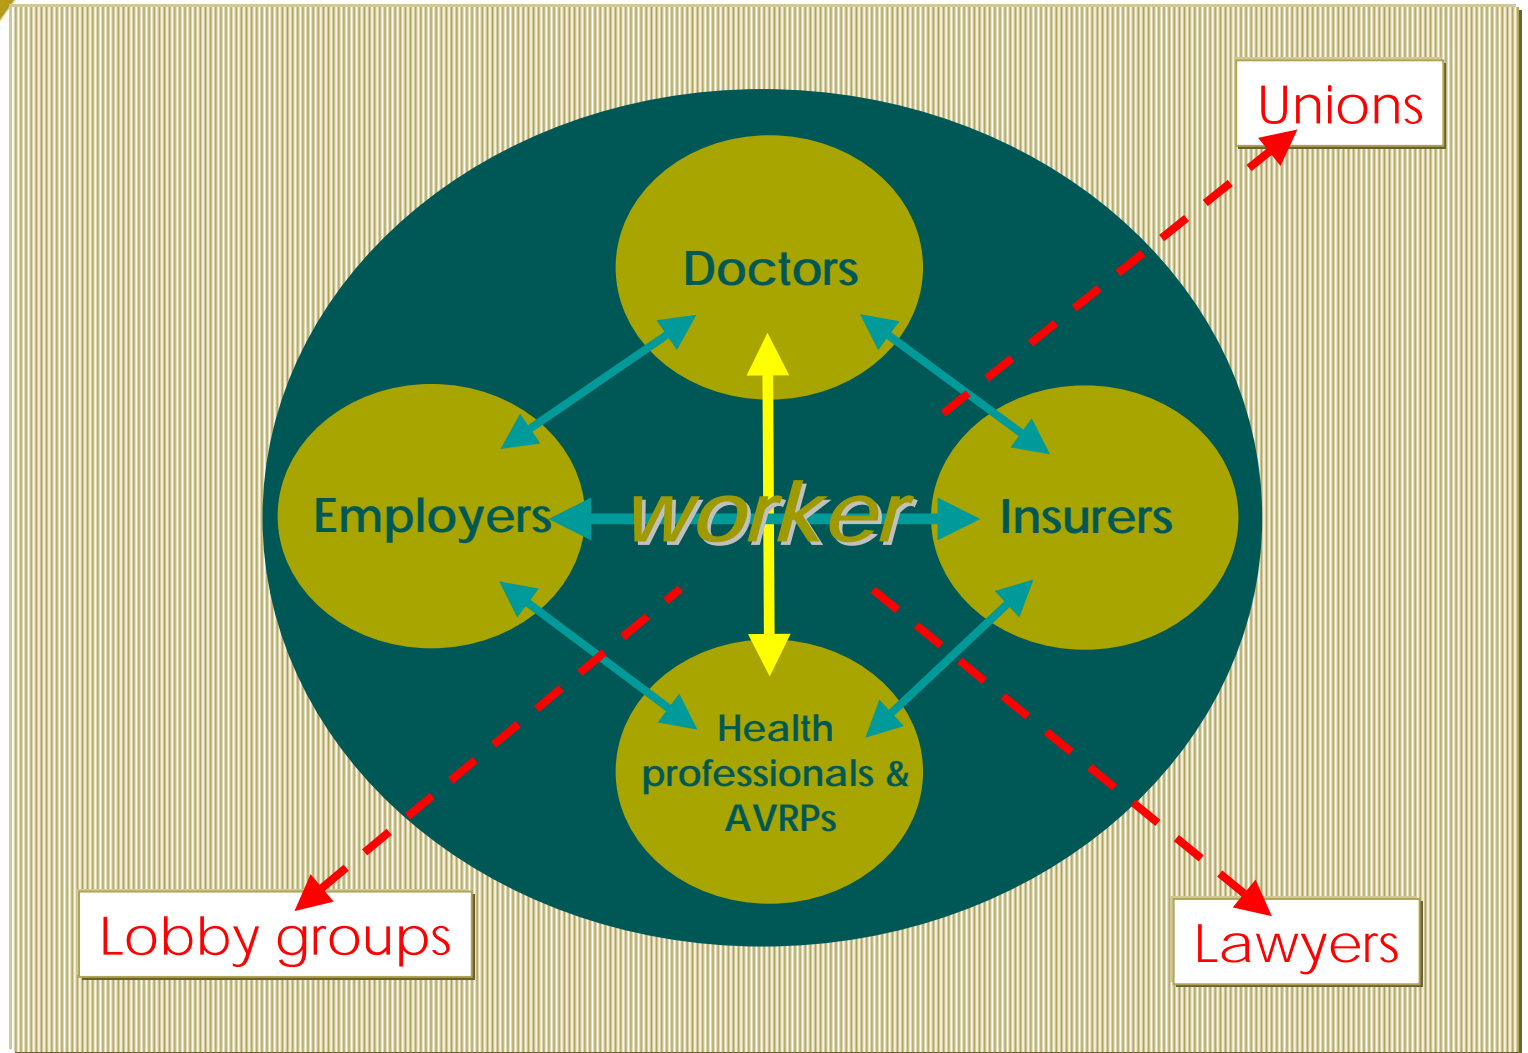 Unions
Doctors
Employers
worker
Insurers
Health
professionals &
AVRPs
Lobby groups
Lawyers